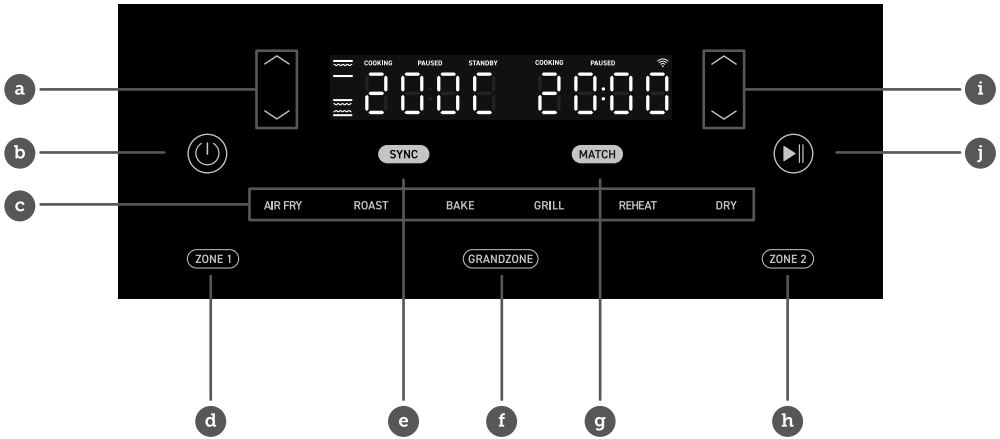 COOKING PAUSED STANDBY COOKING PAUSED
a 200C 20:00 i
b SYNC MATCH j
c AIR FRY ROAST BAKE GRILL REHEAT DRY
ZONE 1 GRANDZONE ZONE 2
d e f g h